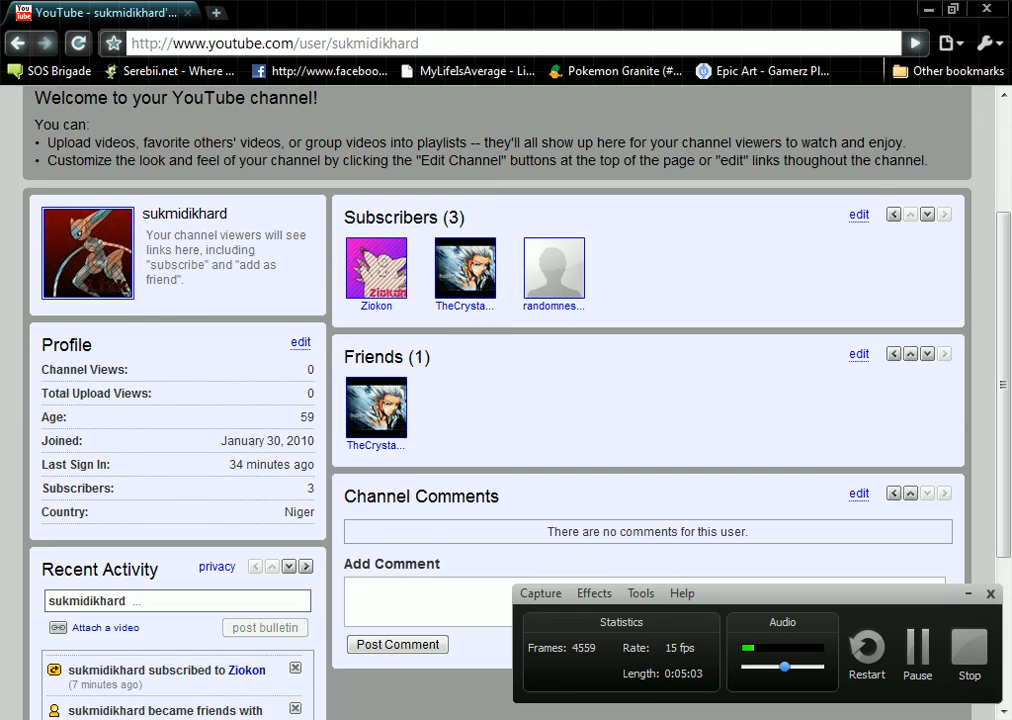 YouTube - sukmidikhard'...
http://www.youtube.com/user/sukmidikhard
SOS Brigade
Serebii.net - Where ...
http://www.faceboo...
MyLifeIsAverage - Li...
Pokemon Granite (#...
Epic Art - Gamerz Pl...
Other bookmarks
Welcome to your YouTube channel!
You can:
• Upload videos, favorite others' videos, or group videos into playlists -- they'll all show up here for your channel viewers to watch and enjoy.
• Customize the look and feel of your channel by clicking the "Edit Channel" buttons at the top of the page or "edit" links thoughout the channel.
sukmidikhard
Your channel viewers will see
links here, including
"subscribe" and "add as
friend".
Profile
edit
Channel Views: 0
Total Upload Views: 0
Age: 59
Joined: January 30, 2010
Last Sign In: 34 minutes ago
Subscribers: 3
Country: Niger
Recent Activity
privacy
sukmidikhard ...
Attach a video
post bulletin
sukmidikhard subscribed to Ziokon
(7 minutes ago)
sukmidikhard became friends with
Subscribers (3)
edit
Ziokon
Ziokon
TheCrysta...
randomnes...
Friends (1)
edit
TheCrysta...
Channel Comments
edit
There are no comments for this user.
Add Comment
Post Comment
Capture Effects Tools Help
Statistics
Frames: 4559 Rate: 15 fps
Length: 0:05:03
Audio
Restart
Pause
Stop